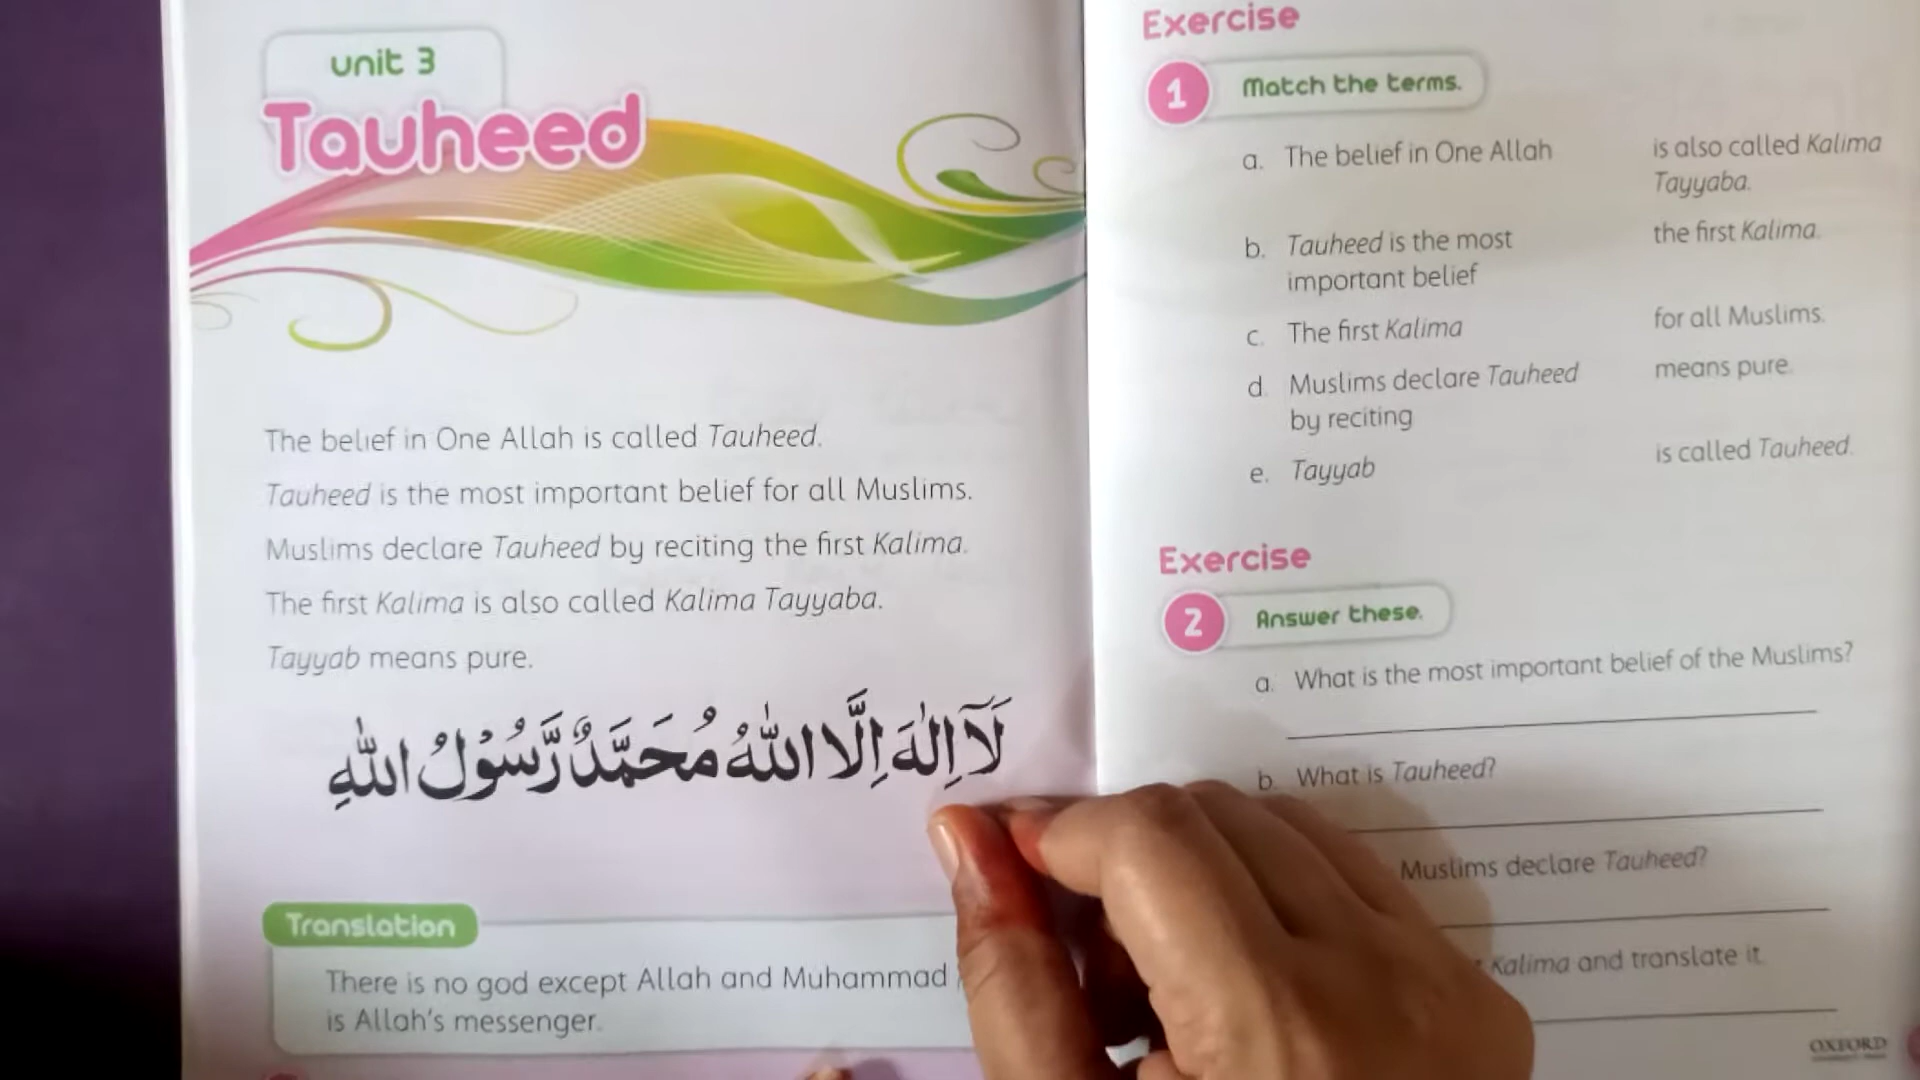 unit 3
Tauheed
The belief in One Allah is called Tauheed.
Tauheed is the most important belief for all Muslims.
Muslims declare Tauheed by reciting the first Kalima.
The first Kalima is also called Kalima Tayyaba.
Tayyab means pure.
لَآ اِلٰهَ اِلَّا اللّٰهُ مُحَمَّدٌ رَّسُوْلُ اللّٰهِ
Translation
There is no god except Allah and Muhammad
is Allah's messenger.
Exercise
1 Match the terms.
a. The belief in One Allah is also called Kalima
Tayyaba.
b. Tauheed is the most the first Kalima.
important belief
c. The first Kalima for all Muslims.
d. Muslims declare Tauheed means pure.
by reciting
e. Tayyab is called Tauheed.
Exercise
2 Answer these.
a. What is the most important belief of the Muslims?
b. What is Tauheed?
Muslims declare Tauheed?
Kalima and translate it.
OXFORD